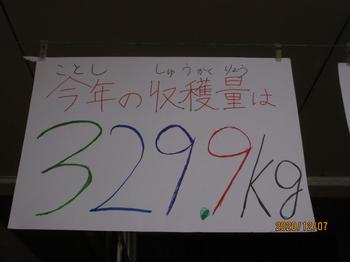 ことし しゅうかくりょう
今年の収穫量は
329.9kg
2020/12/07